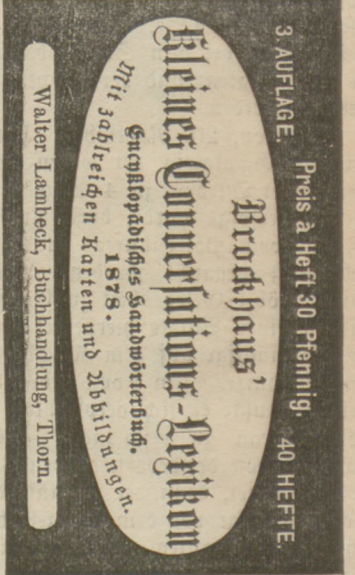 3. AUFLAGE. Preis à Heft 30 Pfennig. 40 HEFTE.
Brockhaus’
Kleines Conversations-Lexikon
Encyklopädisches Handwörterbuch.
1878.
Mit zahlreichen Karten und Abbildungen.
Walter Lambeck, Buchhandlung, Thorn.